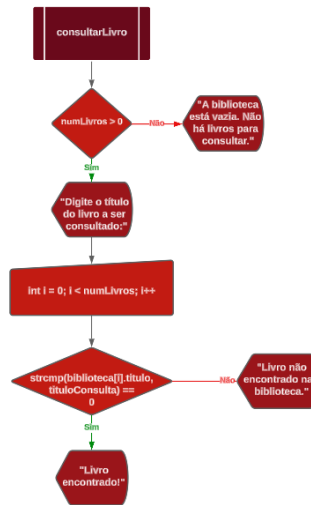 consultarLivro
numLivros > 0
Não
"A biblioteca
está vazia. Não
há livros para
consultar."
Sim
"Digite o título
do livro a ser
consultado:"
int i = 0; i < numLivros; i++
strcmp(biblioteca[i].titulo,
tituloConsulta) ==
0
Não
"Livro não
encontrado na
biblioteca."
Sim
"Livro
encontrado!"